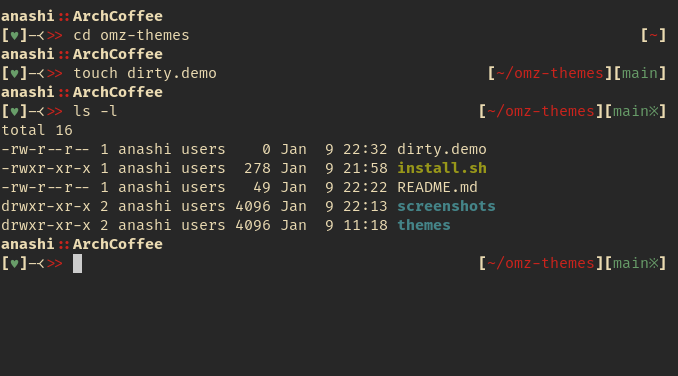 anashi::ArchCoffee
[♥]-≺>> cd omz-themes [~]
anashi::ArchCoffee
[♥]-≺>> touch dirty.demo [~/omz-themes][main]
anashi::ArchCoffee
[♥]-≺>> ls -l [~/omz-themes][main※]
total 16
-rw-r--r-- 1 anashi users    0 Jan  9 22:32 dirty.demo
-rwxr-xr-x 1 anashi users  278 Jan  9 21:58 install.sh
-rw-r--r-- 1 anashi users   49 Jan  9 22:22 README.md
drwxr-xr-x 2 anashi users 4096 Jan  9 22:13 screenshots
drwxr-xr-x 2 anashi users 4096 Jan  9 11:18 themes
anashi::ArchCoffee
[♥]-≺>> [~/omz-themes][main※]